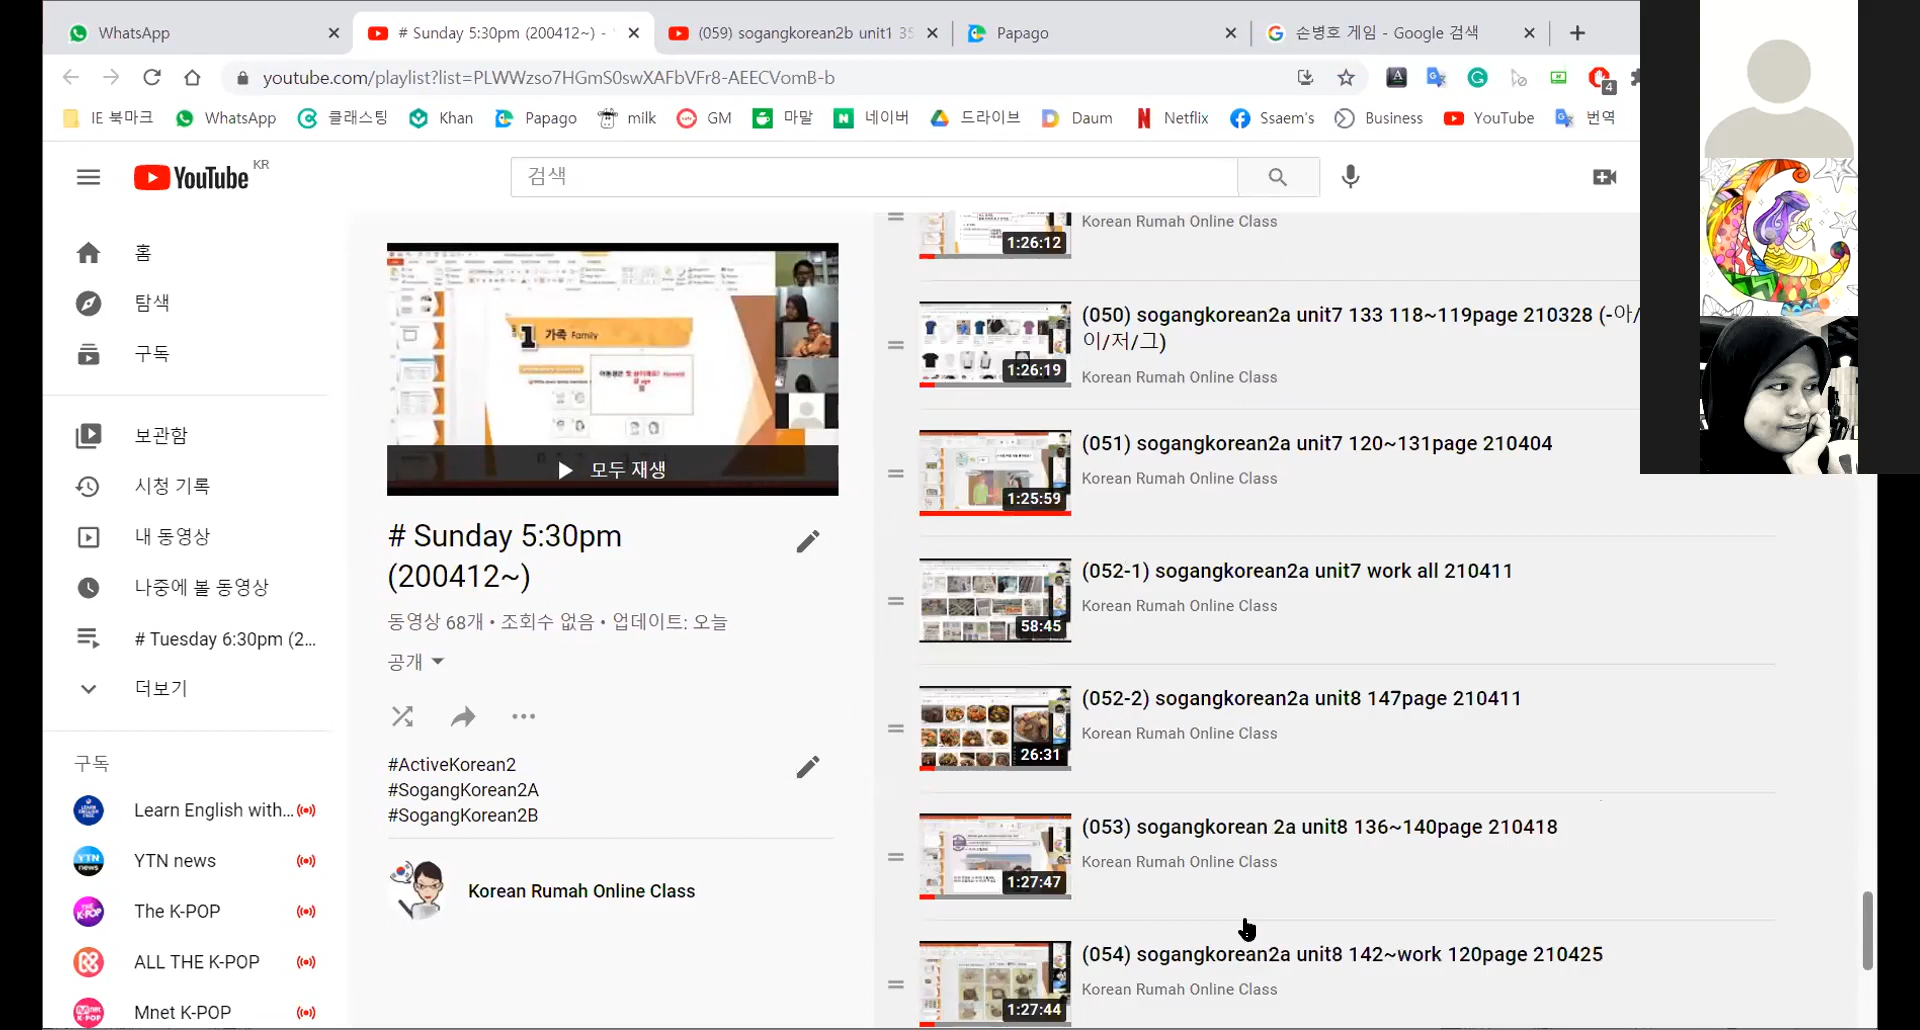 WhatsApp
# Sunday 5:30pm (200412~) -
(059) sogangkorean2b unit1 35
Papago
손병호 게임 - Google 검색
youtube.com/playlist?list=PLWWzso7HGmS0swXAFbVFr8-AEECVomB-b
4
IE 북마크
WhatsApp
클래스팅
Khan
Papago
milk
GM
마말
네이버
드라이브
Daum
Netflix
Ssaem's
Business
YouTube
번역
YouTube KR
검색
홈
탐색
구독
보관함
시청 기록
내 동영상
나중에 볼 동영상
# Tuesday 6:30pm (2...
더보기
구독
Learn English with...
YTN news
The K-POP
ALL THE K-POP
Mnet K-POP
1 가족 Family
모두 재생
# Sunday 5:30pm
(200412~)
동영상 68개 • 조회수 없음 • 업데이트: 오늘
공개
#ActiveKorean2
#SogangKorean2A
#SogangKorean2B
Korean Rumah Online Class
1:26:12
Korean Rumah Online Class
1:26:19
(050) sogangkorean2a unit7 133 118~119page 210328 (-아/
이/저/그)
Korean Rumah Online Class
1:25:59
(051) sogangkorean2a unit7 120~131page 210404
Korean Rumah Online Class
58:45
(052-1) sogangkorean2a unit7 work all 210411
Korean Rumah Online Class
26:31
(052-2) sogangkorean2a unit8 147page 210411
Korean Rumah Online Class
1:27:47
(053) sogangkorean 2a unit8 136~140page 210418
Korean Rumah Online Class
1:27:44
(054) sogangkorean2a unit8 142~work 120page 210425
Korean Rumah Online Class